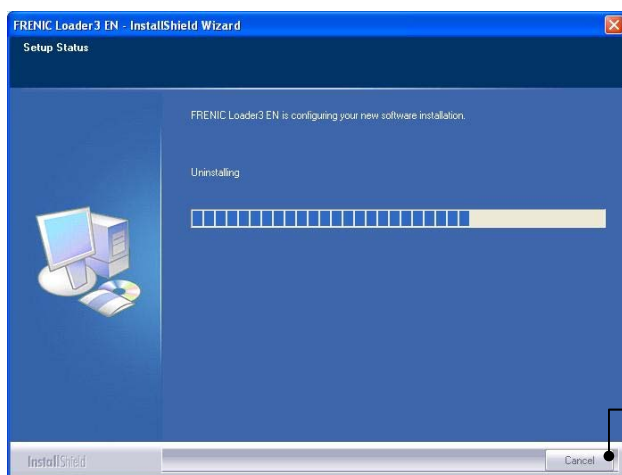 FRENIC Loader3 EN - InstallShield Wizard
Setup Status
FRENIC Loader3 EN is configuring your new software installation.
Uninstalling
InstallShield
Cancel